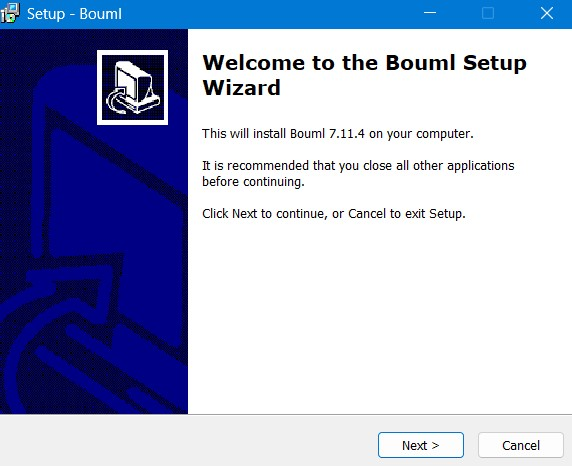 Setup - Bouml
Welcome to the Bouml Setup
Wizard
This will install Bouml 7.11.4 on your computer.
It is recommended that you close all other applications
before continuing.
Click Next to continue, or Cancel to exit Setup.
Next >
Cancel